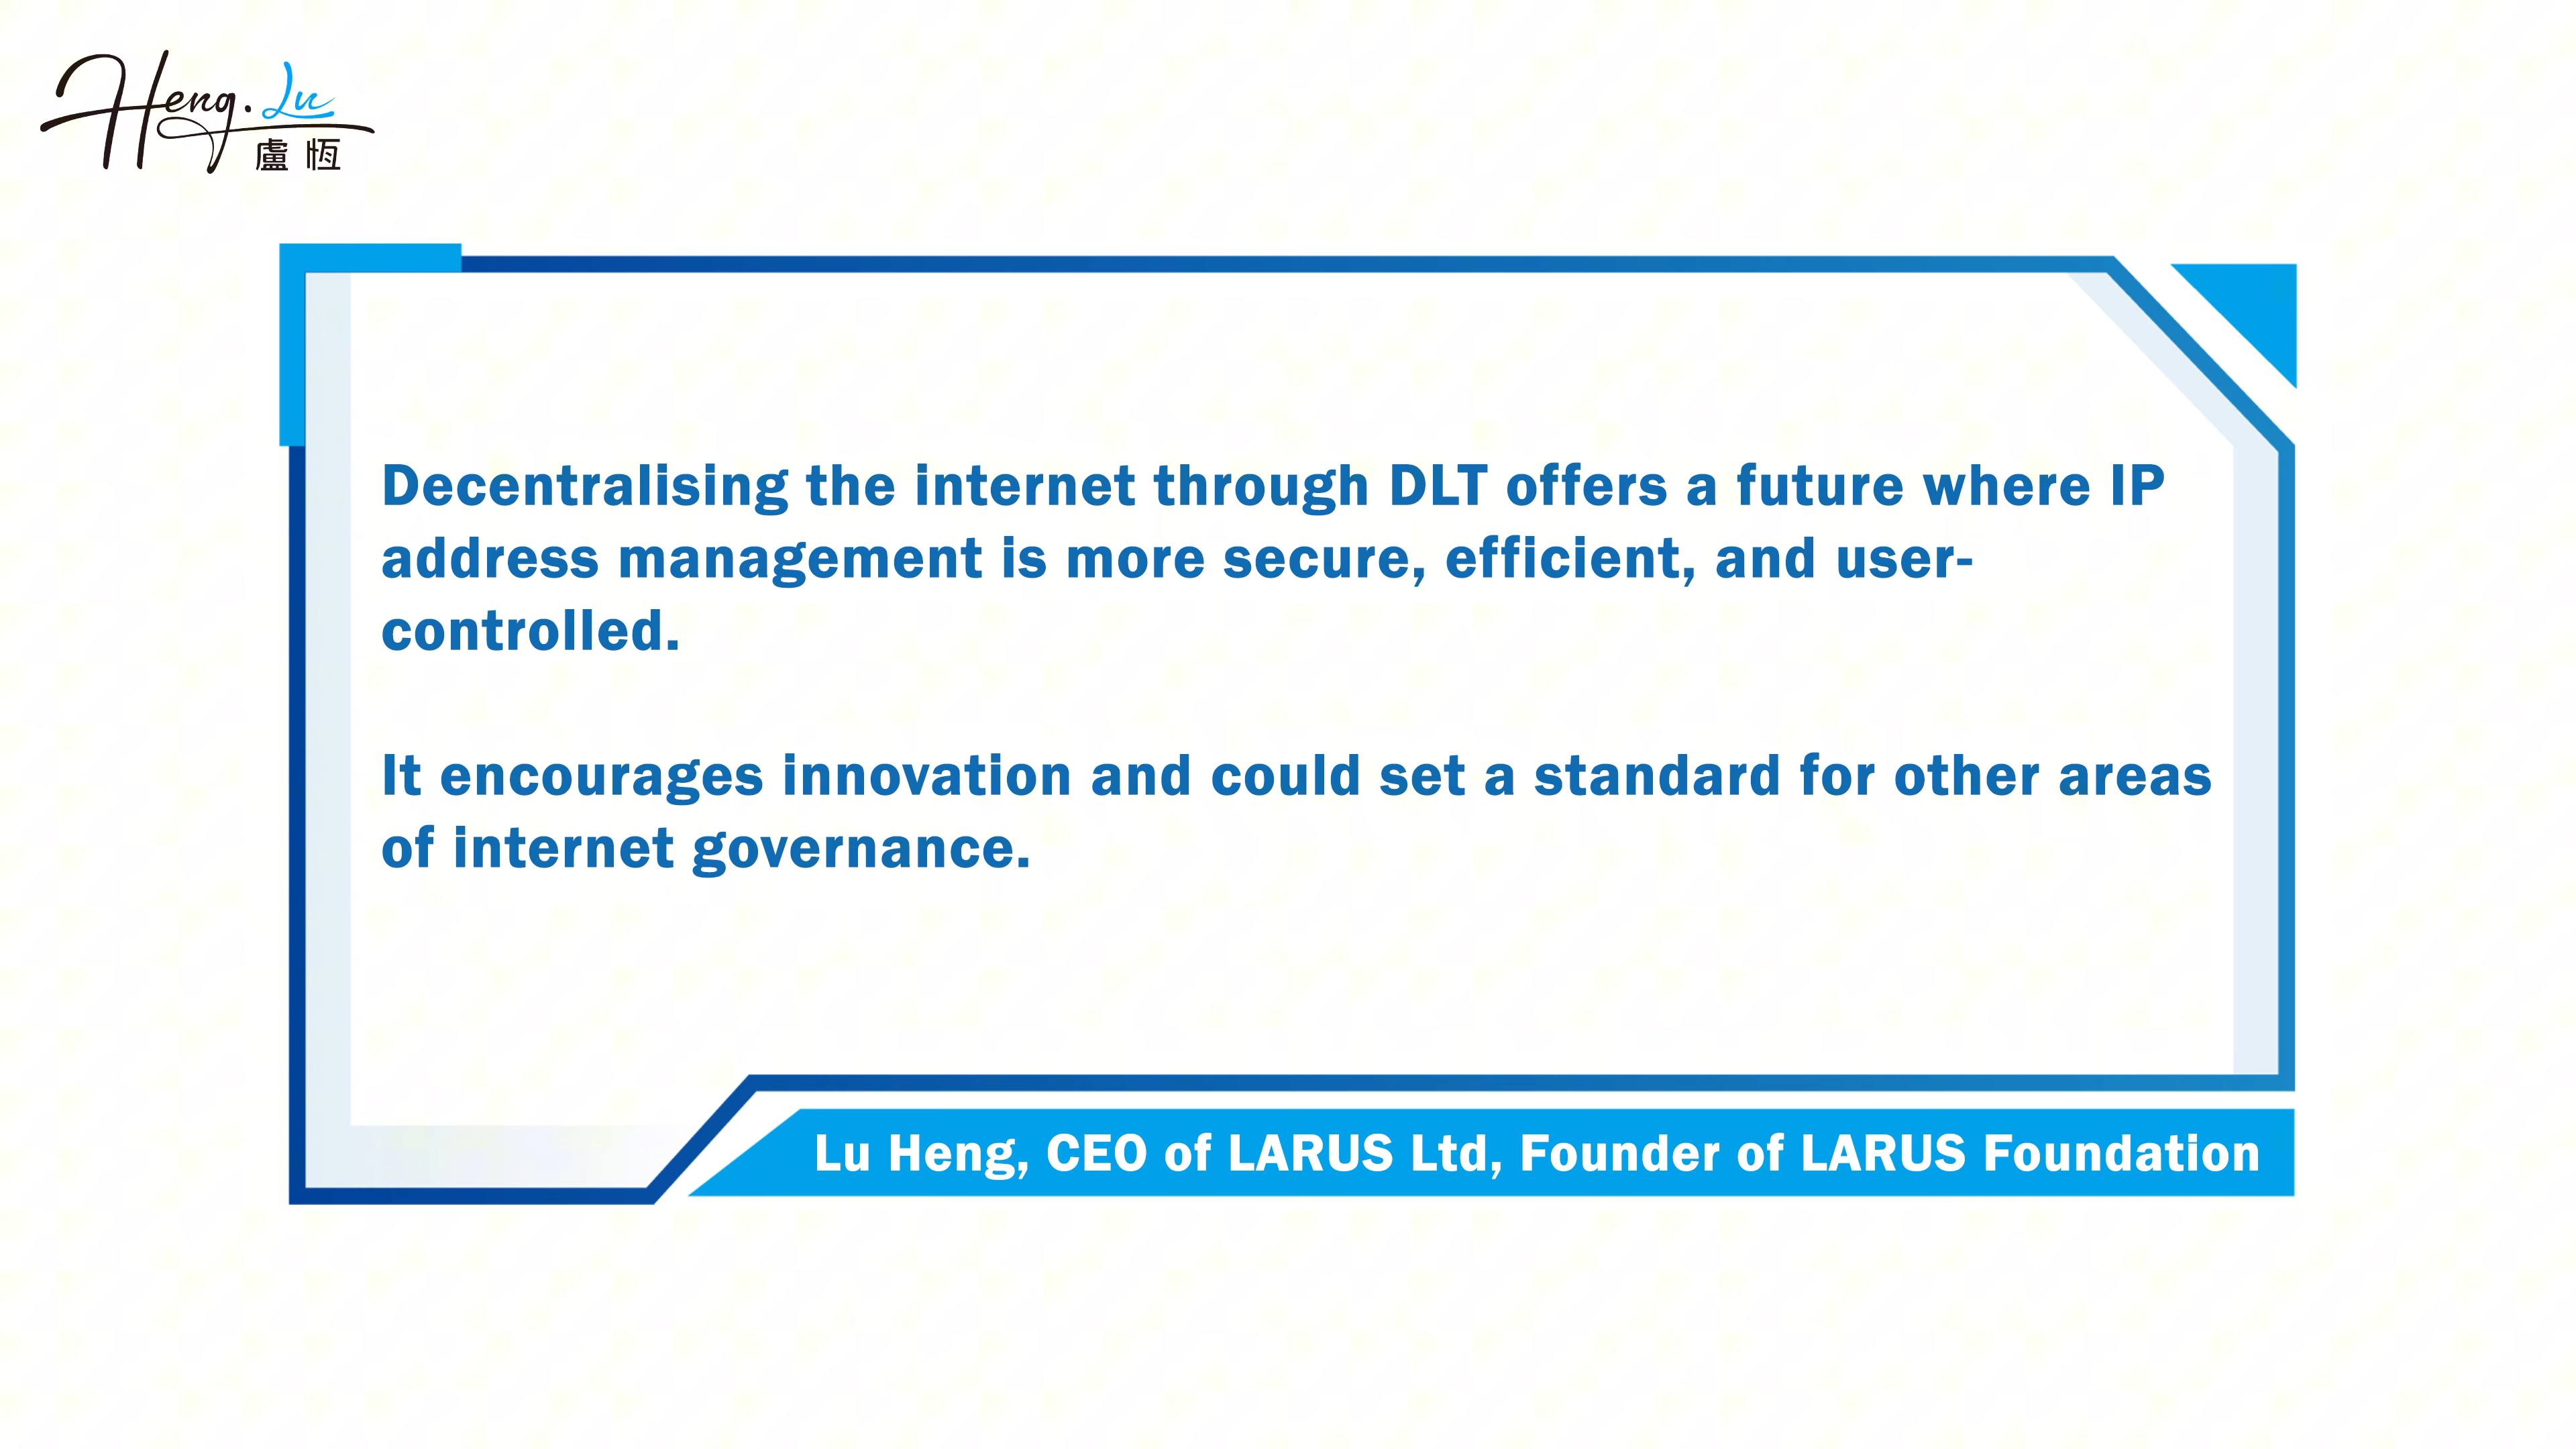 Heng.Lu
盧恆
Decentralising the internet through DLT offers a future where IP
address management is more secure, efficient, and user-
controlled.
It encourages innovation and could set a standard for other areas
of internet governance.
Lu Heng, CEO of LARUS Ltd, Founder of LARUS Foundation